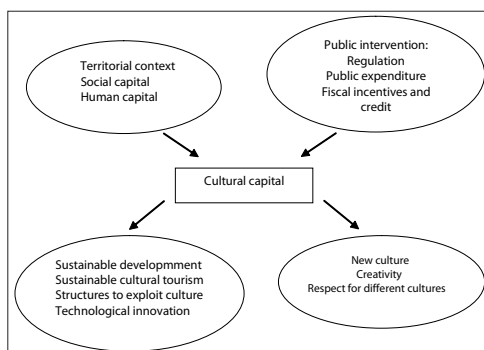 Territorial context
Social capital
Human capital
Public intervention:
Regulation
Public expenditure
Fiscal incentives and
credit
Cultural capital
Sustainable developmment
Sustainable cultural tourism
Structures to exploit culture
Technological innovation
New culture
Creativity
Respect for different cultures